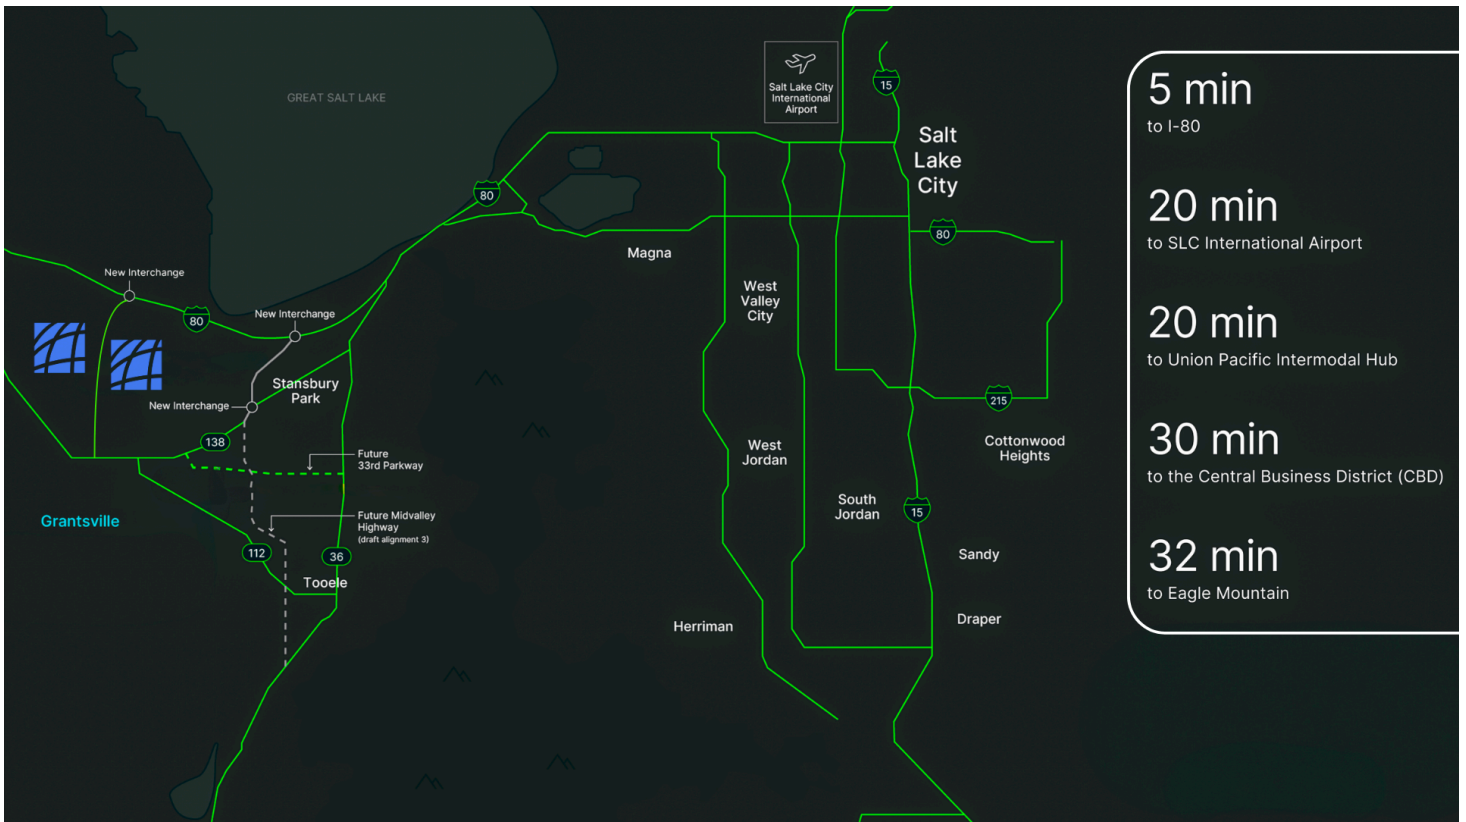 GREAT SALT LAKE
Salt Lake City
International
Airport
15
Salt
Lake
City
80
80
Magna
New Interchange
80
New Interchange
West
Valley
City
Stansbury
Park
New Interchange
215
138
Cottonwood
Heights
West
Jordan
Future
33rd Parkway
South
Jordan
15
Grantsville
Future Midvalley
Highway
(draft alignment 3)
112
36
Sandy
Tooele
Draper
Herriman
5 min
to I-80
20 min
to SLC International Airport
20 min
to Union Pacific Intermodal Hub
30 min
to the Central Business District (CBD)
32 min
to Eagle Mountain